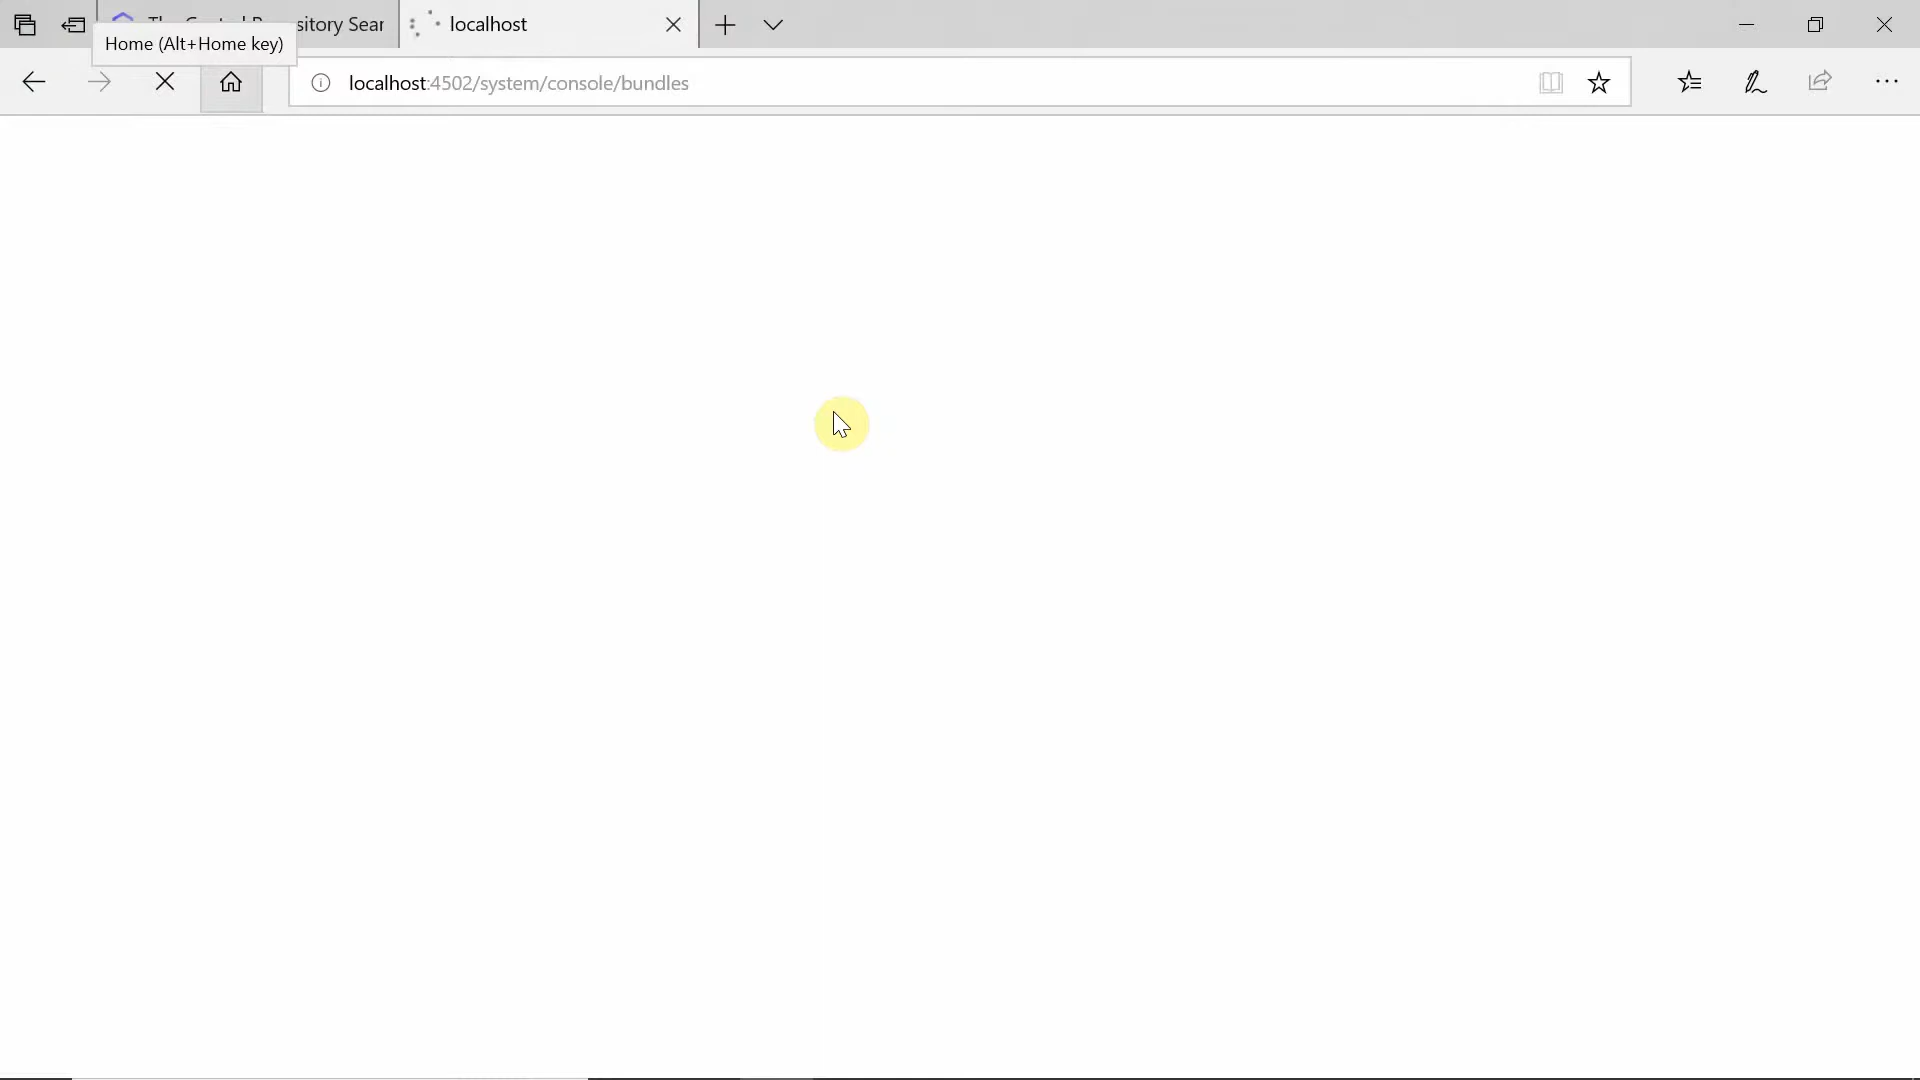 sitory Sear
localhost
Home (Alt+Home key)
localhost:4502/system/console/bundles